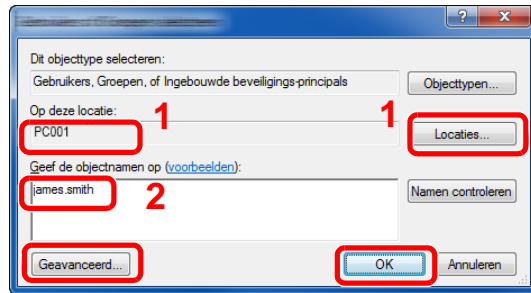 Dit objecttype selecteren:
Gebruikers, Groepen, of Ingebouwde beveiligings-principals
Objecttypen...
Op deze locatie:
1
1
PC001
Locaties...
Geef de objectnamen op (voorbeelden):
james.smith
2
Namen controleren
Geavanceerd...
OK
Annuleren